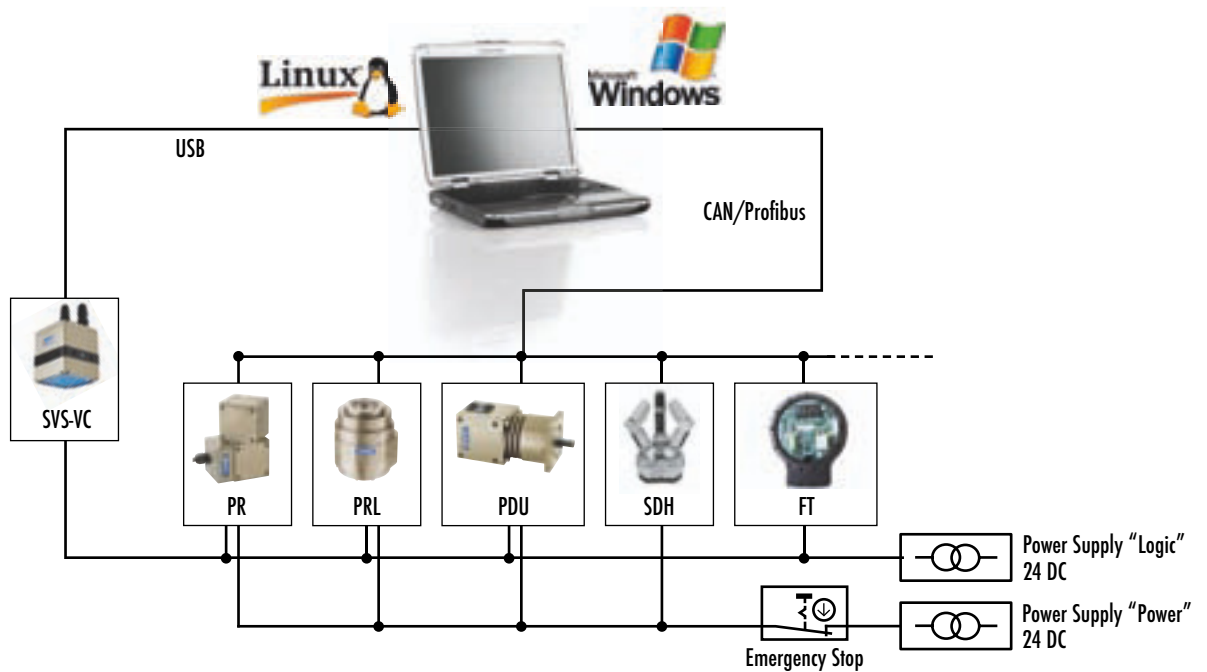 Linux
Microsoft
Windows
USB
CAN/Profibus
SVS-VC
PR
PRL
PDU
SDH
FT
Power Supply “Logic”
24 DC
Power Supply “Power”
24 DC
Emergency Stop